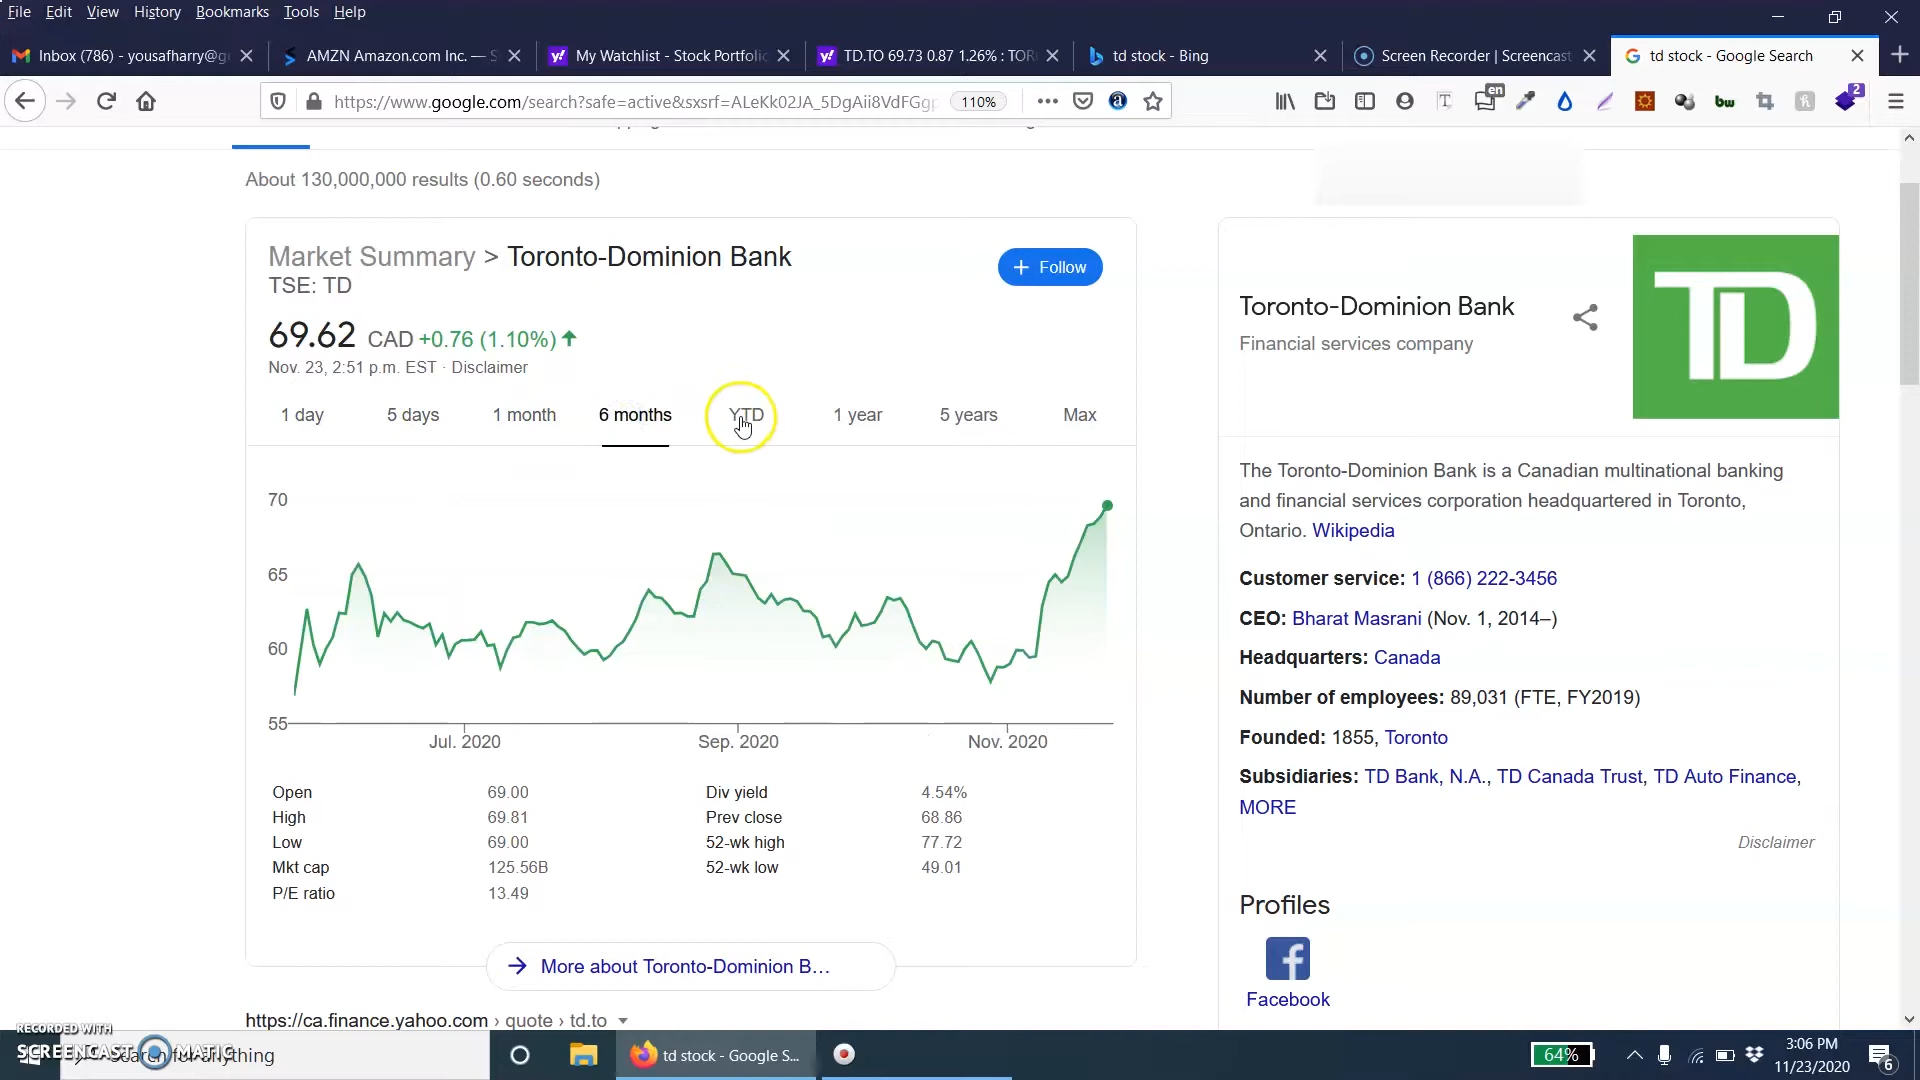 File Edit View History Bookmarks Tools Help
Inbox (786) - yousafharry@g
AMZN Amazon.com Inc. — S
My Watchlist - Stock Portfolio
TD.TO 69.73 0.87 1.26% : TOR
td stock - Bing
Screen Recorder | Screencast
td stock - Google Search
https://www.google.com/search?safe=active&sxsrf=ALeKk02JA_5DgAii8VdFGgp
110%
en
2
About 130,000,000 results (0.60 seconds)
Market Summary > Toronto-Dominion Bank
TSE: TD
+ Follow
69.62 CAD +0.76 (1.10%)
Nov. 23, 2:51 p.m. EST · Disclaimer
1 day 5 days 1 month 6 months YTD 1 year 5 years Max
70
65
60
55
Jul. 2020 Sep. 2020 Nov. 2020
Open 69.00 Div yield 4.54%
High 69.81 Prev close 68.86
Low 69.00 52-wk high 77.72
Mkt cap 125.56B 52-wk low 49.01
P/E ratio 13.49
More about Toronto-Dominion B...
https://ca.finance.yahoo.com › quote › td.to
TD
Toronto-Dominion Bank
Financial services company
The Toronto-Dominion Bank is a Canadian multinational banking
and financial services corporation headquartered in Toronto,
Ontario. Wikipedia
Customer service: 1 (866) 222-3456
CEO: Bharat Masrani (Nov. 1, 2014–)
Headquarters: Canada
Number of employees: 89,031 (FTE, FY2019)
Founded: 1855, Toronto
Subsidiaries: TD Bank, N.A., TD Canada Trust, TD Auto Finance,
MORE
Disclaimer
Profiles
Facebook
RECORDED WITH
SCREENCAST MATIC
Search for anything
td stock - Google S...
64%
3:06 PM
11/23/2020
6